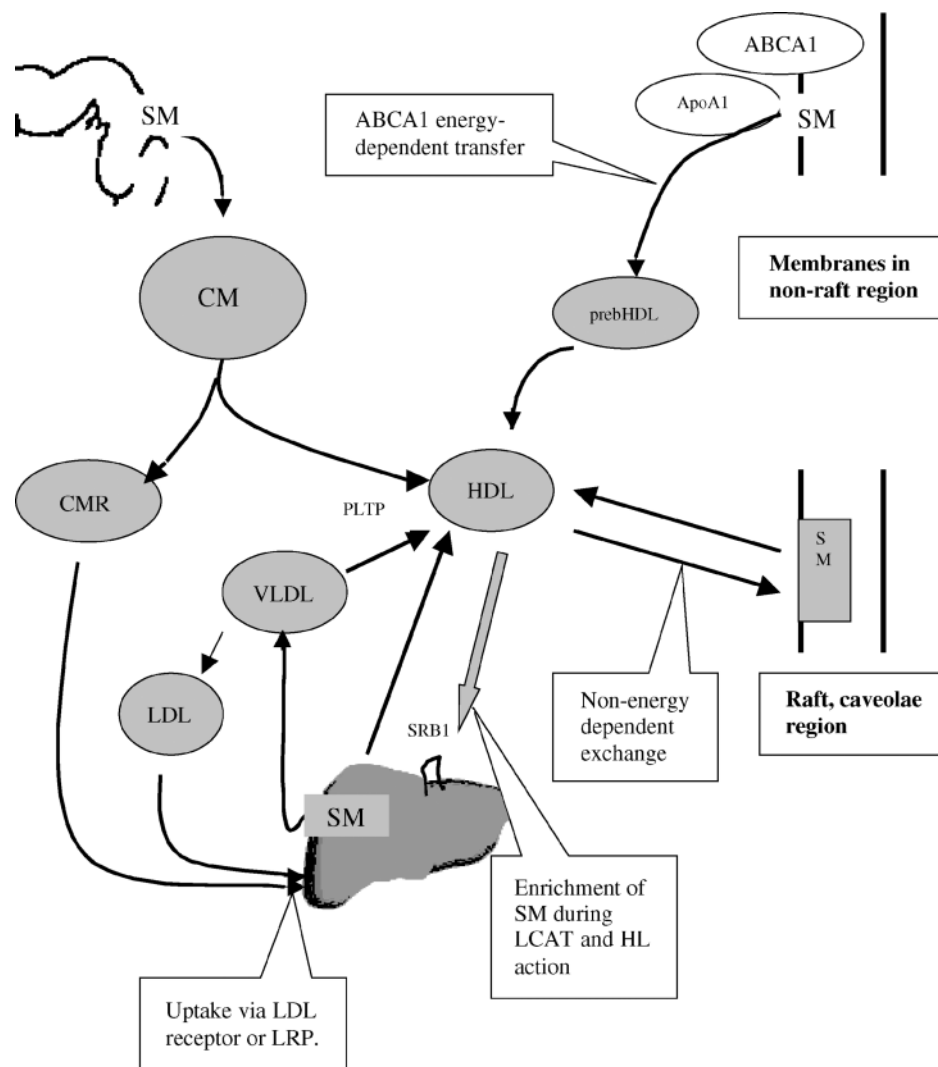 ABCA1
SM
ApoA1
SM
ABCA1 energy-
dependent transfer
Membranes in
non-raft region
CM
prebHDL
CMR
HDL
PLTP
S
M
VLDL
LDL
Non-energy
dependent
exchange
Raft, caveolae
region
SRB1
SM
Enrichment of
SM during
LCAT and HL
action
Uptake via LDL
receptor or LRP.